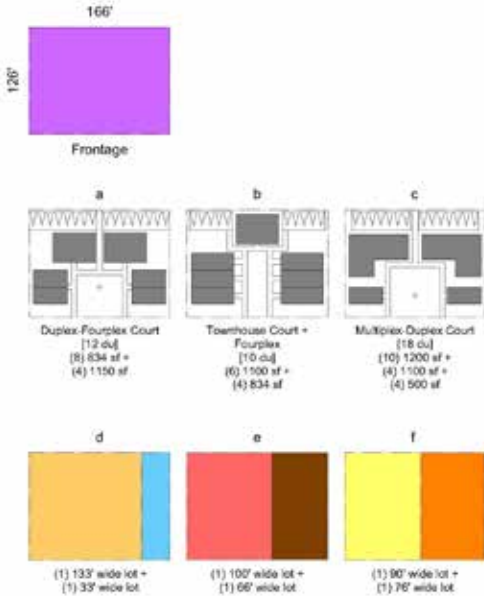 166'
126'
Frontage
a
b
c
Duplex-Fourplex Court
[12 du]
(8) 834 sf +
(4) 1150 sf
Townhouse Court +
Fourplex
[10 du]
(6) 1100 sf +
(4) 834 sf
Multiplex-Duplex Court
[18 du]
(10) 1200 sf +
(4) 1100 sf +
(4) 500 sf
d
e
f
(1) 133' wide lot +
(1) 33' wide lot
(1) 100' wide lot +
(1) 66' wide lot
(1) 90' wide lot +
(1) 76' wide lot